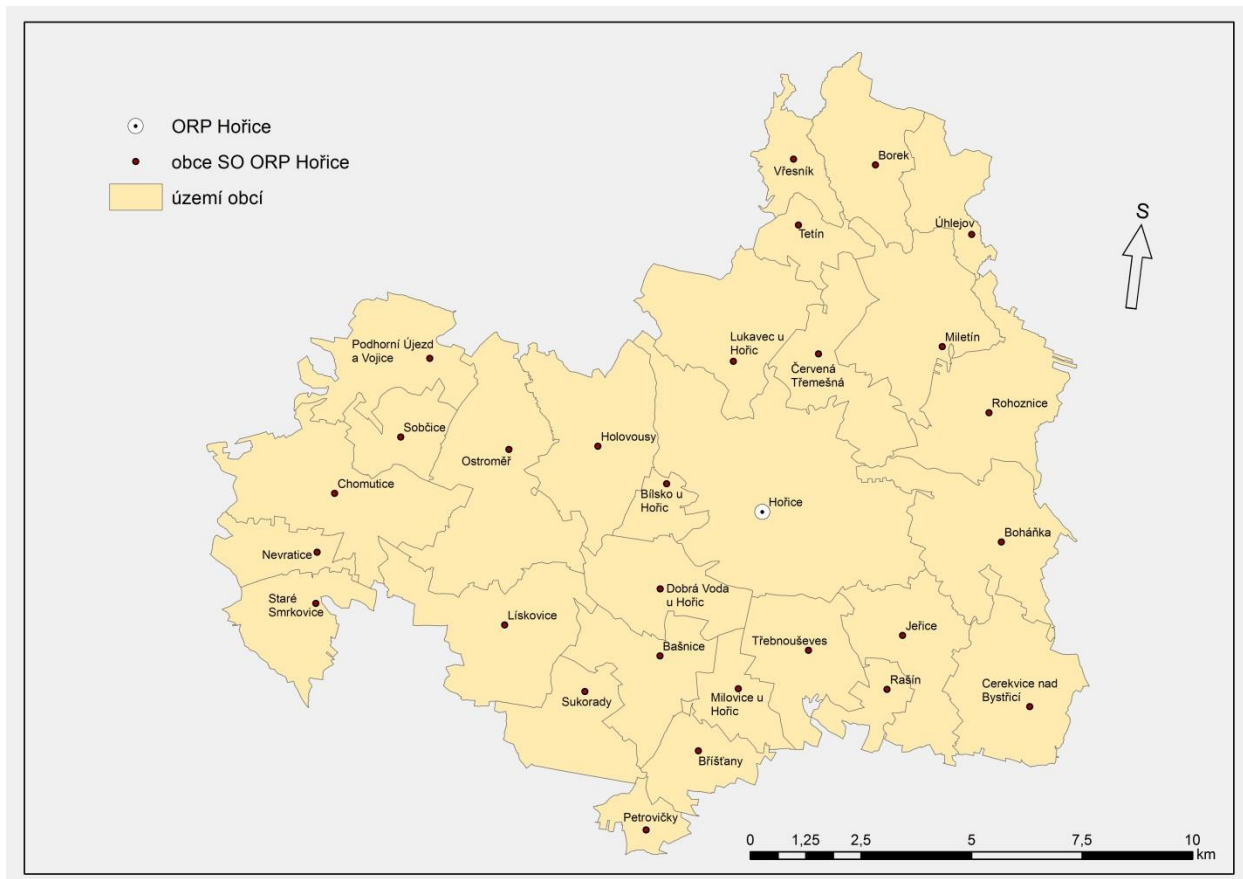 ORP Hořice
obce SO ORP Hořice
území obcí
S
Vřesník
Borek
Tetín
Úhlejov
Podhorní Újezd
a Vojice
Lukavec u
Hořic
Červená
Třemešná
Miletín
Rohoznice
Sobčice
Ostroměř
Holovousy
Chomutice
Bílsko u
Hořic
Hořice
Boháňka
Nevratice
Staré
Smrkovice
Lískovice
Dobrá Voda
u Hořic
Bašnice
Třebnouševes
Jeřice
Sukorady
Milovice u
Hořic
Rašín
Cerekvice nad
Bystřicí
Bříšťany
Petrovičky
0 1,25 2,5 5 7,5 10
km